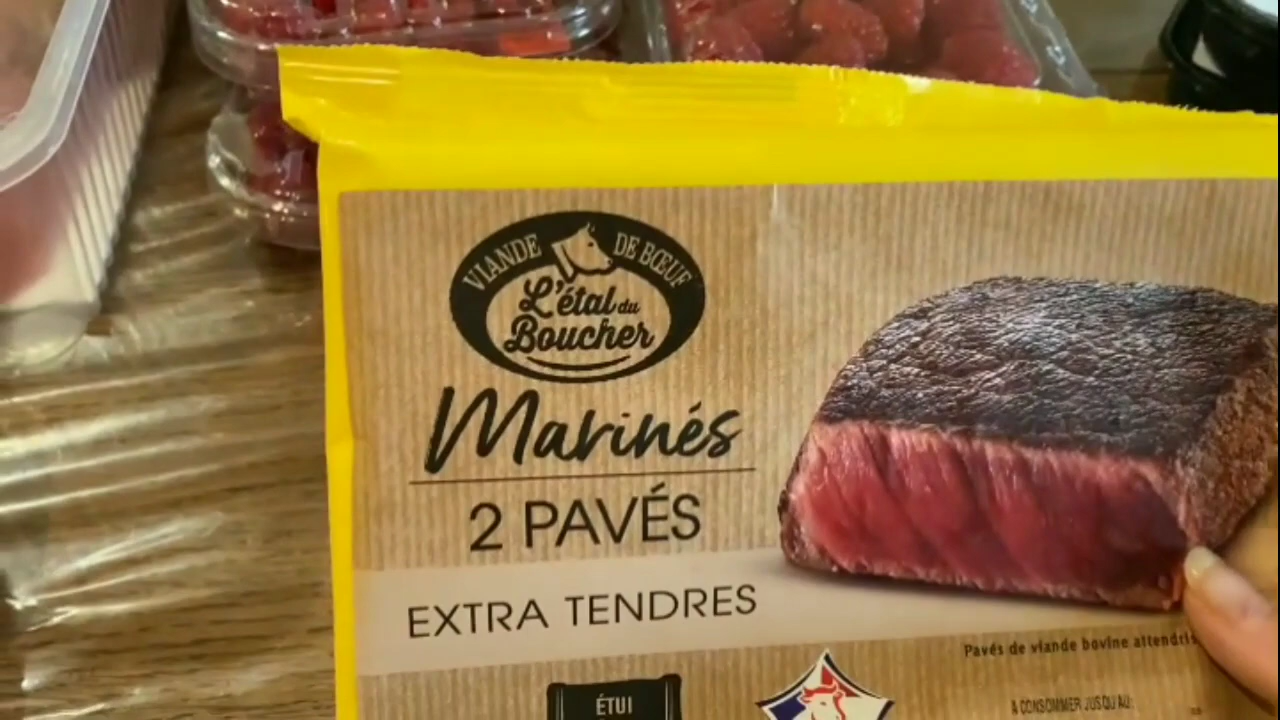 VIANDE DE BŒUF
L'étal du
Boucher
Marinés
2 PAVÉS
EXTRA TENDRES
Pavés de viande bovine attendris
ÉTUI
A CONSOMMER JUSQU'AU: